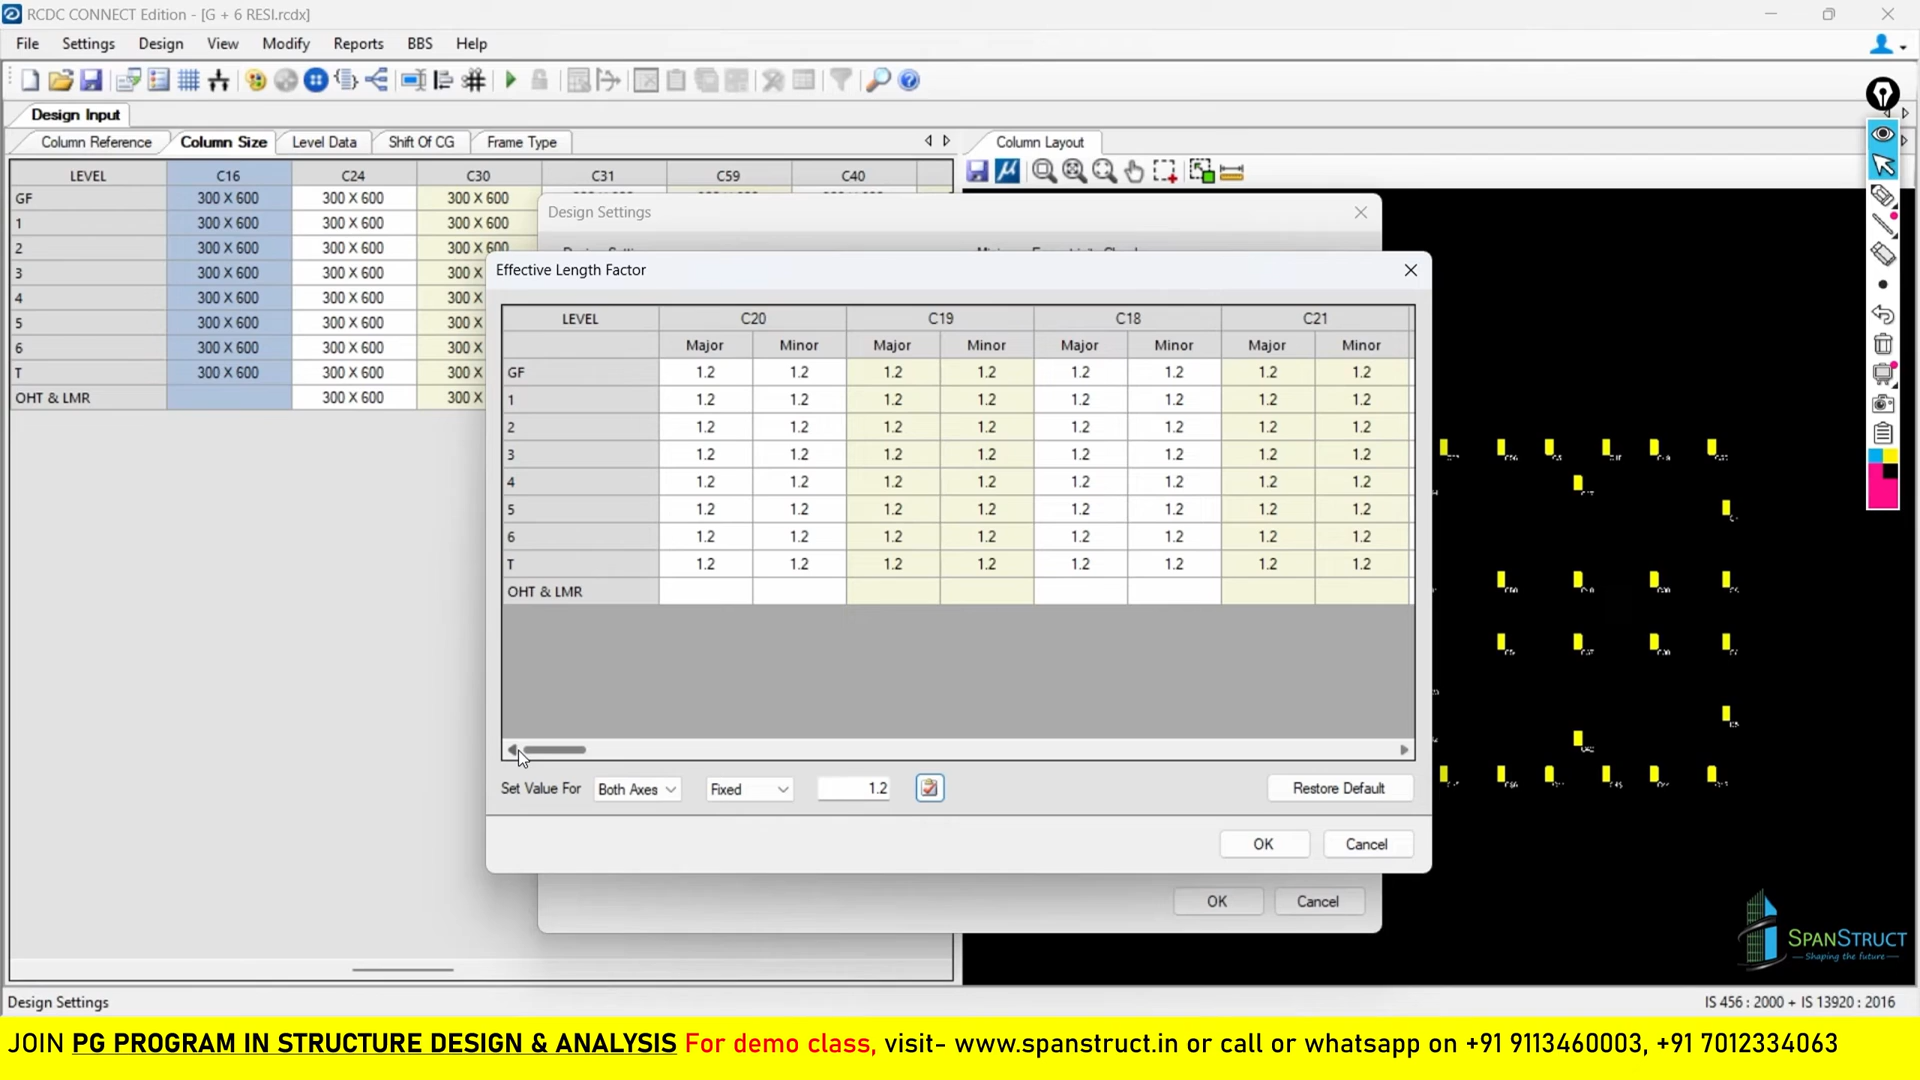 RCDC CONNECT Edition - [G + 6 RESI.rcdx]
File Settings Design View Modify Reports BBS Help
Design Input
Column Reference Column Size Level Data Shift Of CG Frame Type
Column Layout
LEVEL C16 C24 C30 C31 C59 C40
GF 300 X 600 300 X 600 300 X 600
1 300 X 600 300 X 600 300 X 600
2 300 X 600 300 X 600 300 X 600
3 300 X 600 300 X 600 300 X
4 300 X 600 300 X 600 300 X
5 300 X 600 300 X 600 300 X
6 300 X 600 300 X 600 300 X
T 300 X 600 300 X 600 300 X
OHT & LMR 300 X 600 300 X
Design Settings
Effective Length Factor
LEVEL C20 C19 C18 C21
Major Minor Major Minor Major Minor Major Minor
GF 1.2 1.2 1.2 1.2 1.2 1.2 1.2 1.2
1 1.2 1.2 1.2 1.2 1.2 1.2 1.2 1.2
2 1.2 1.2 1.2 1.2 1.2 1.2 1.2 1.2
3 1.2 1.2 1.2 1.2 1.2 1.2 1.2 1.2
4 1.2 1.2 1.2 1.2 1.2 1.2 1.2 1.2
5 1.2 1.2 1.2 1.2 1.2 1.2 1.2 1.2
6 1.2 1.2 1.2 1.2 1.2 1.2 1.2 1.2
T 1.2 1.2 1.2 1.2 1.2 1.2 1.2 1.2
OHT & LMR
Set Value For Both Axes Fixed 1.2 Restore Default
OK Cancel
OK Cancel
SPANSTRUCT
Shaping the future
Design Settings
IS 456 : 2000 + IS 13920 : 2016
JOIN PG PROGRAM IN STRUCTURE DESIGN & ANALYSIS For demo class, visit- www.spanstruct.in or call or whatsapp on +91 9113460003, +91 7012334063